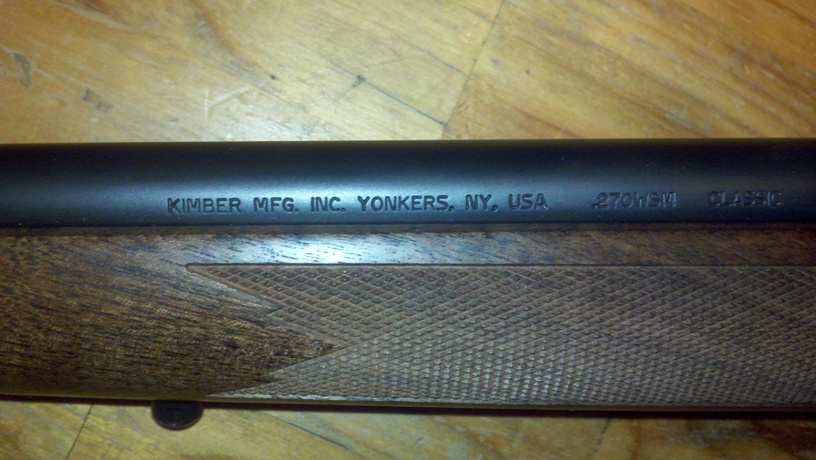 KIMBER MFG. INC. YONKERS, NY, USA .270WSM CLASSIC